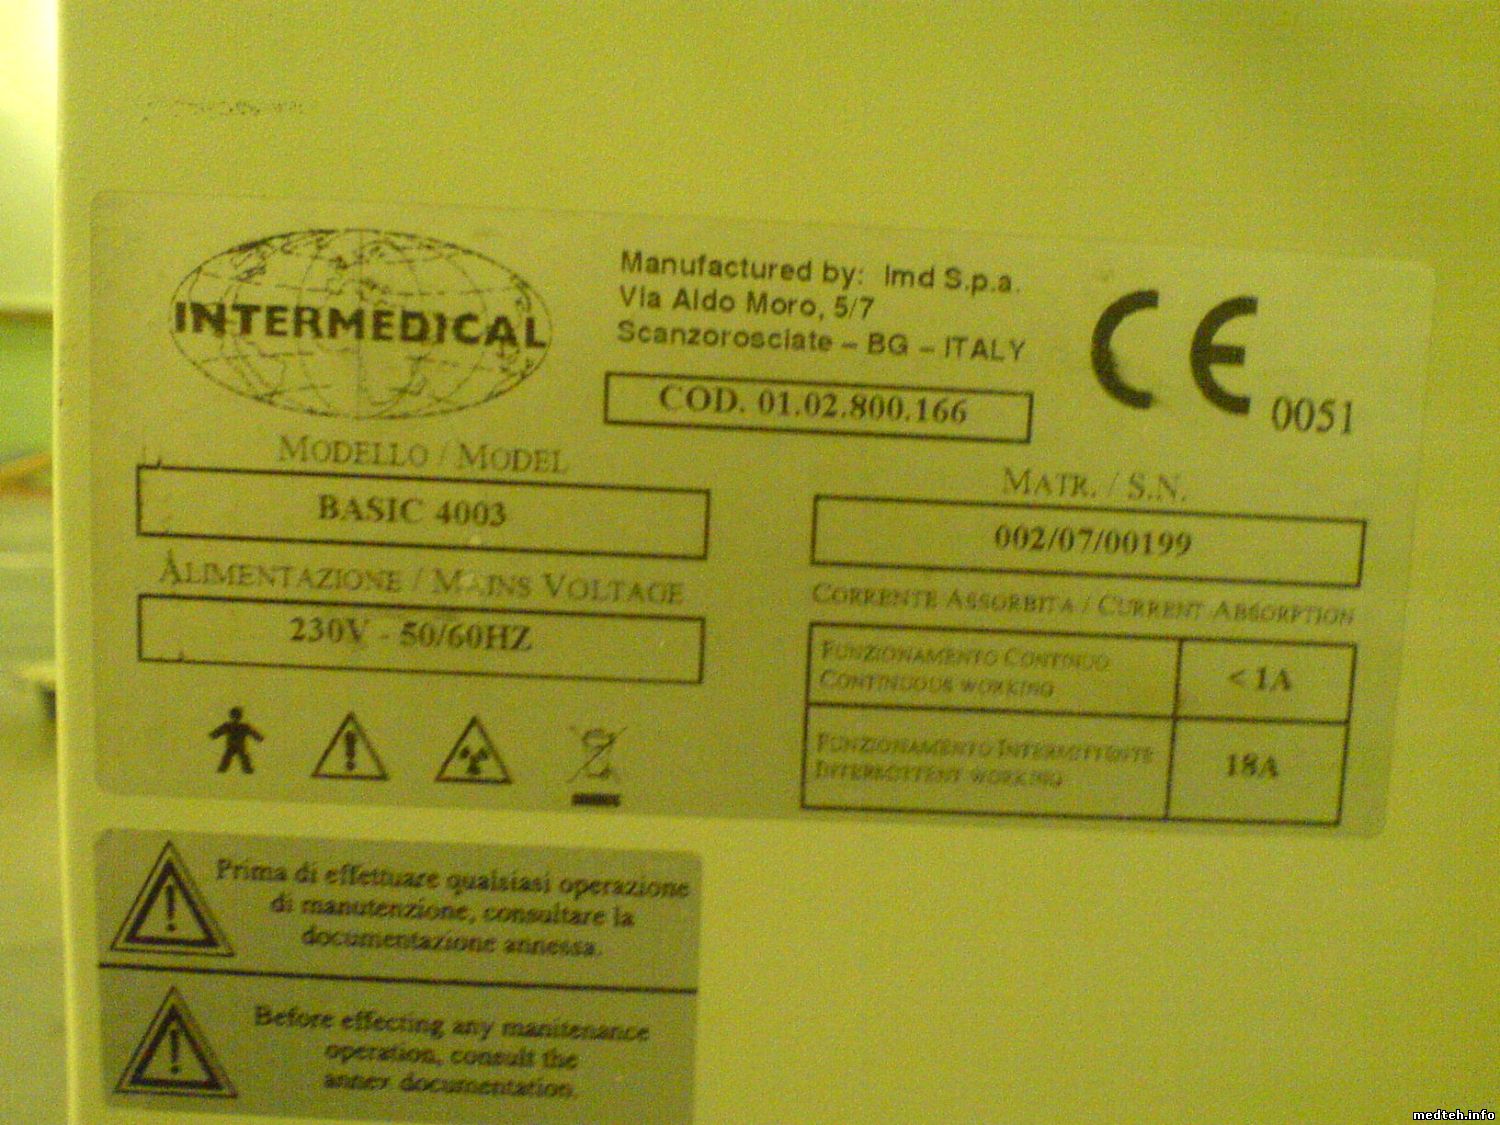 INTERMEDICAL
Manufactured by: Imd S.p.a.
Via Aldo Moro, 5/7
Scanzorosciate – BG – ITALY
COD. 01.02.800.166
CE 0051
MODELLO / MODEL
BASIC 4003
MATR. / S.N.
002/07/00199
ALIMENTAZIONE / MAINS VOLTAGE
230V - 50/60HZ
CORRENTE ASSORBITA / CURRENT ABSORPTION
FUNZIONAMENTO CONTINUO
CONTINUOUS WORKING
< 1A
FUNZIONAMENTO INTERMITTENTE
INTERMITTENT WORKING
18A
Prima di effettuare qualsiasi operazione
di manutenzione, consultare la
documentazione annessa.
Before effecting any manitenance
operation, consult the
annex documentation.
medteh.info